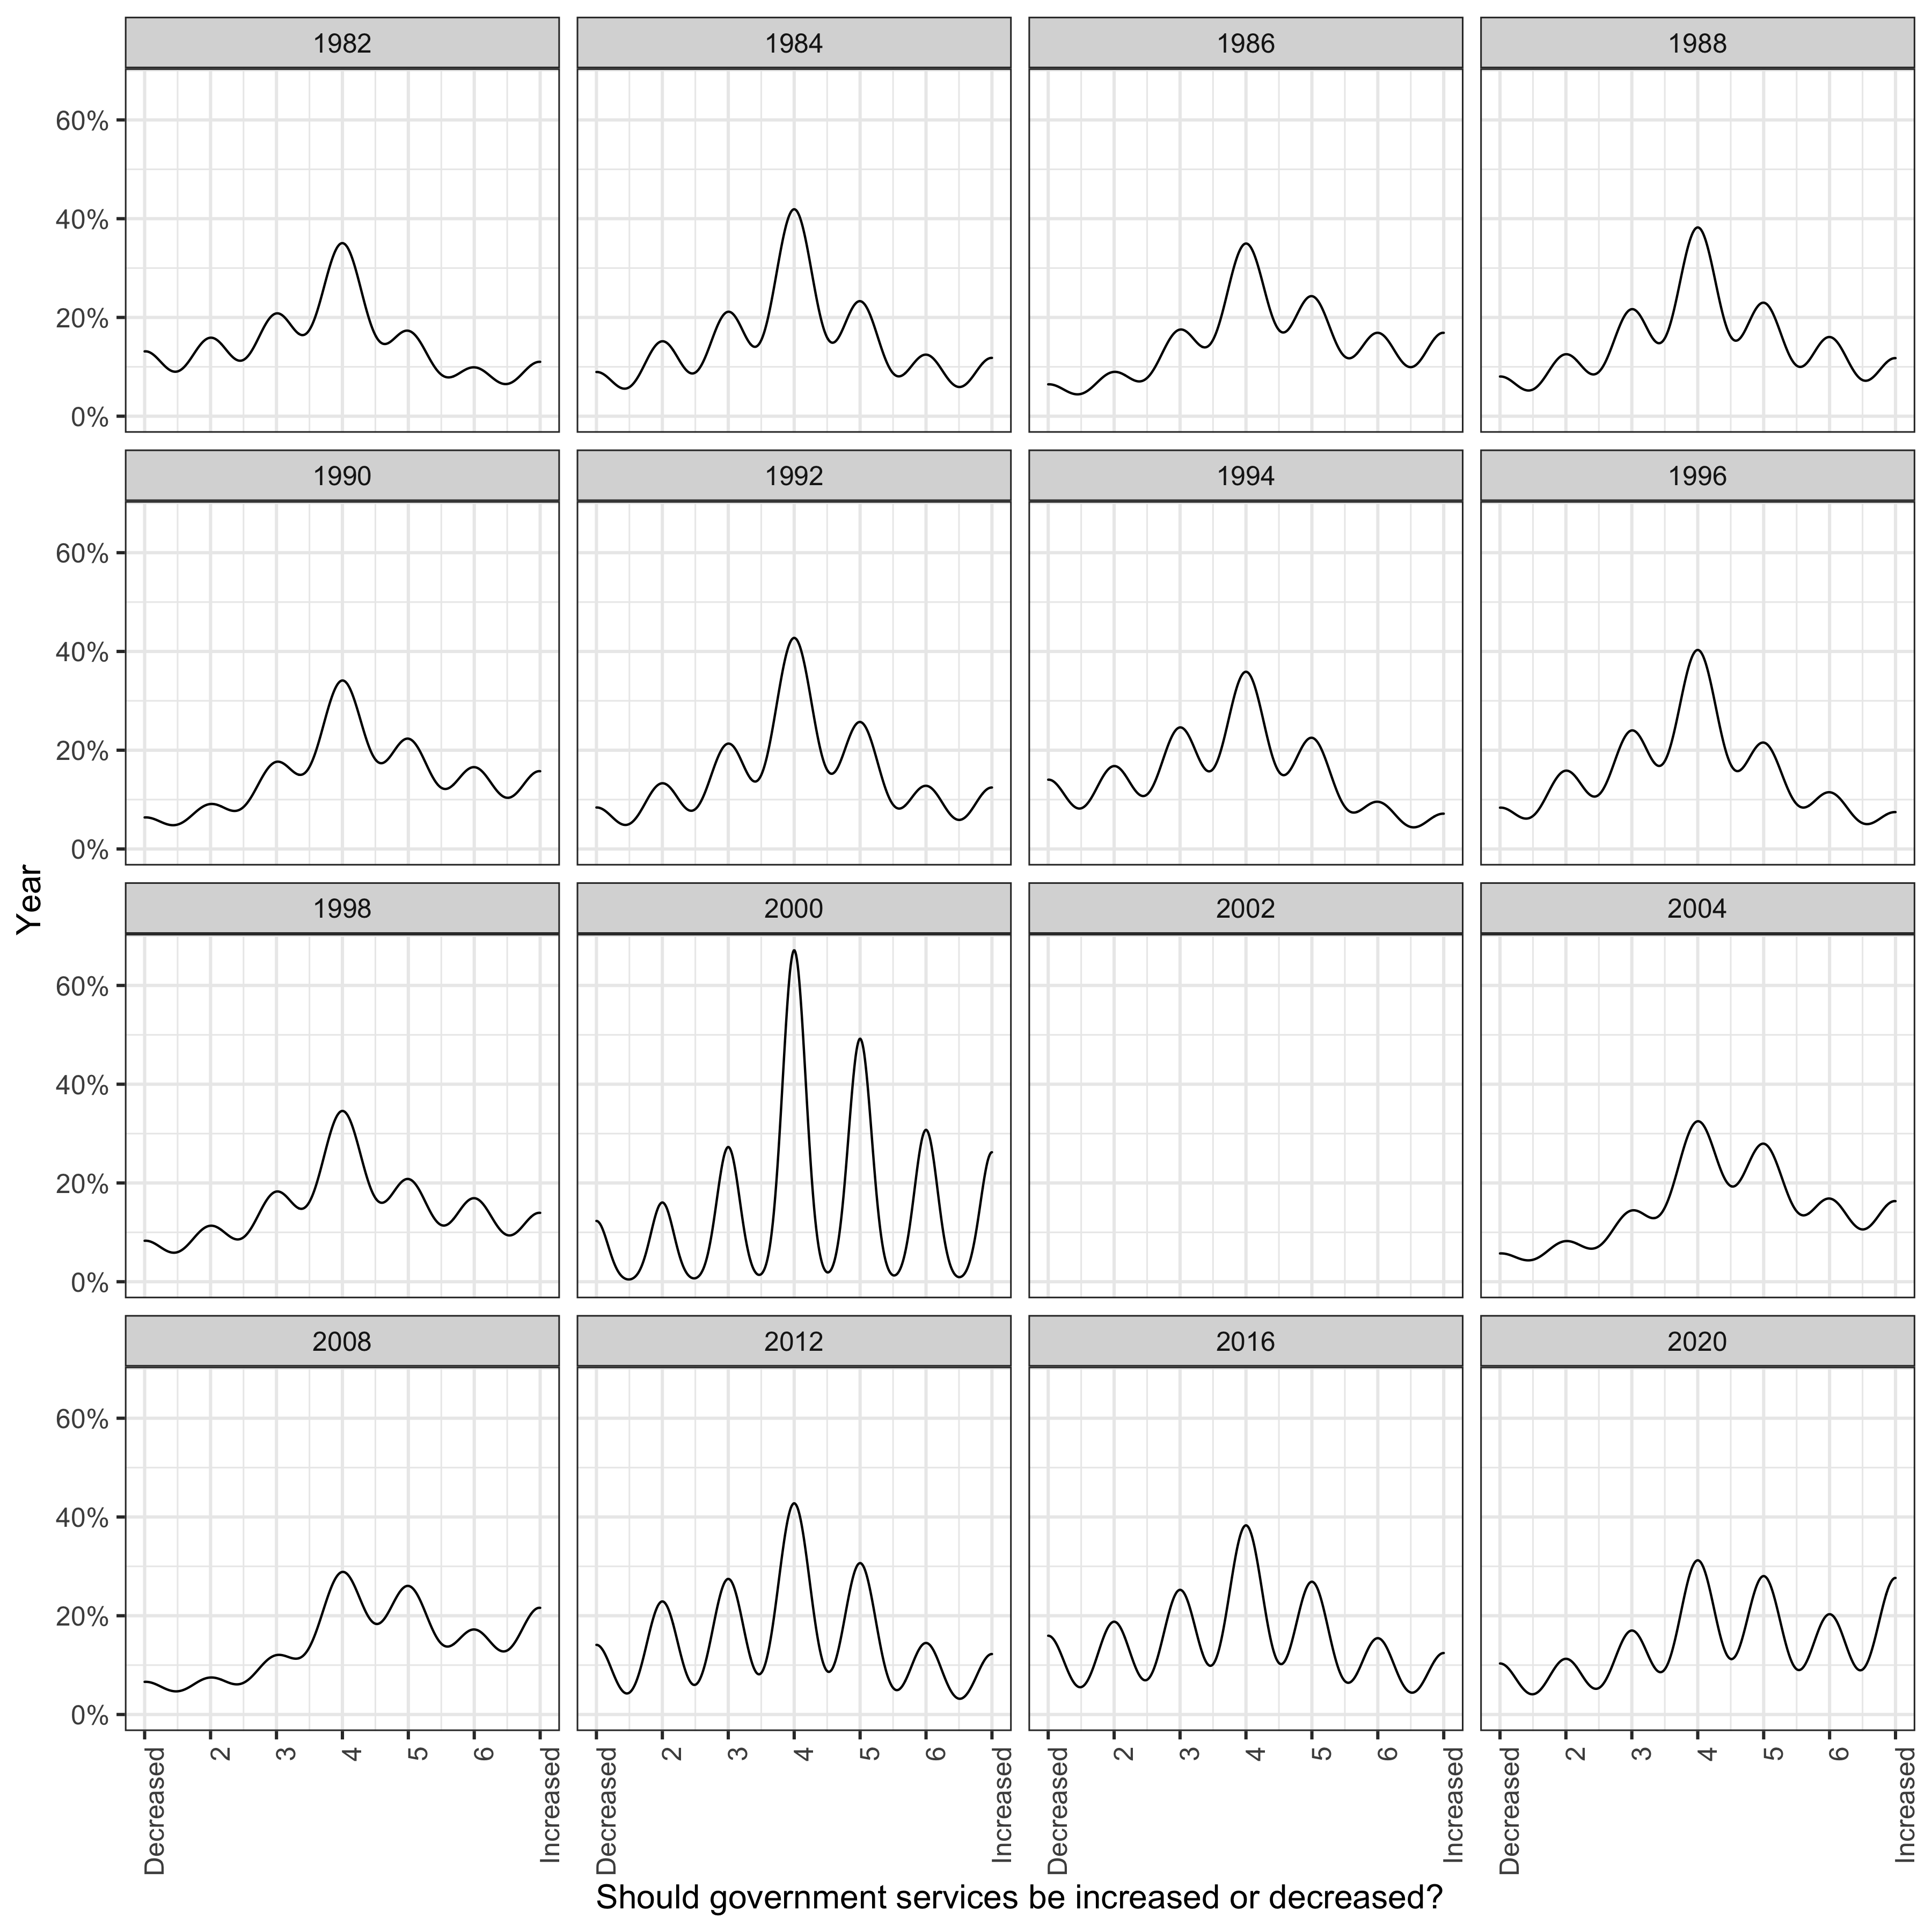 1982 1984 1986 1988
60%
40%
20%
0%
1990 1992 1994 1996
60%
40%
20%
0%
Year
1998 2000 2002 2004
60%
40%
20%
0%
2008 2012 2016 2020
60%
40%
20%
0%
Decreased 2 3 4 5 6 Increased Decreased 2 3 4 5 6 Increased Decreased 2 3 4 5 6 Increased Decreased 2 3 4 5 6 Increased
Should government services be increased or decreased?